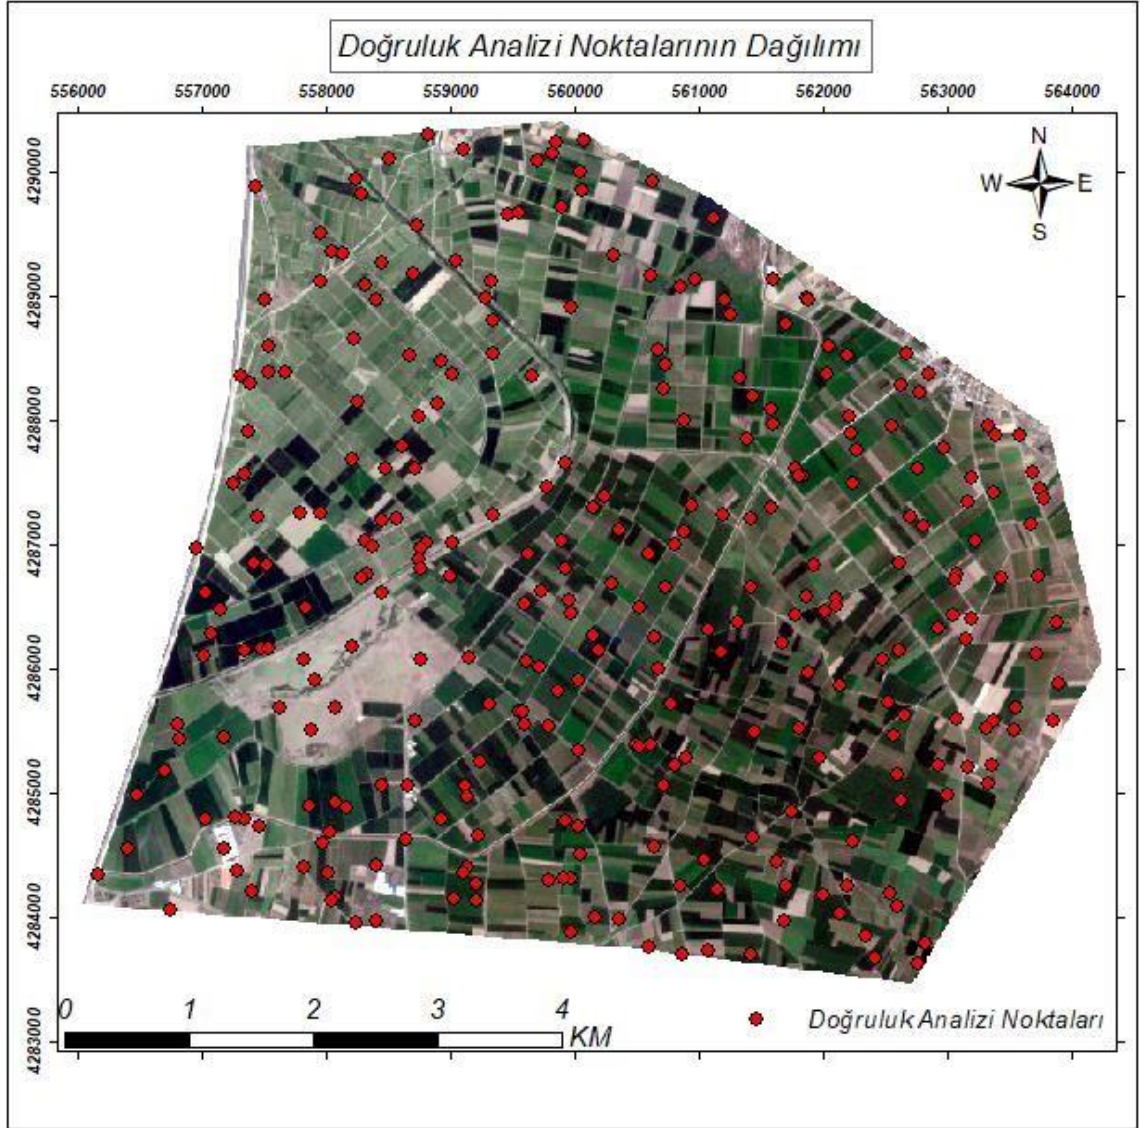 Doğruluk Analizi Noktalarının Dağılımı
556000 557000 558000 559000 560000 561000 562000 563000 564000
4290000
4289000
4288000
4287000
4286000
4285000
4284000
4283000
N
W E
S
0 1 2 3 4
KM
Doğruluk Analizi Noktaları